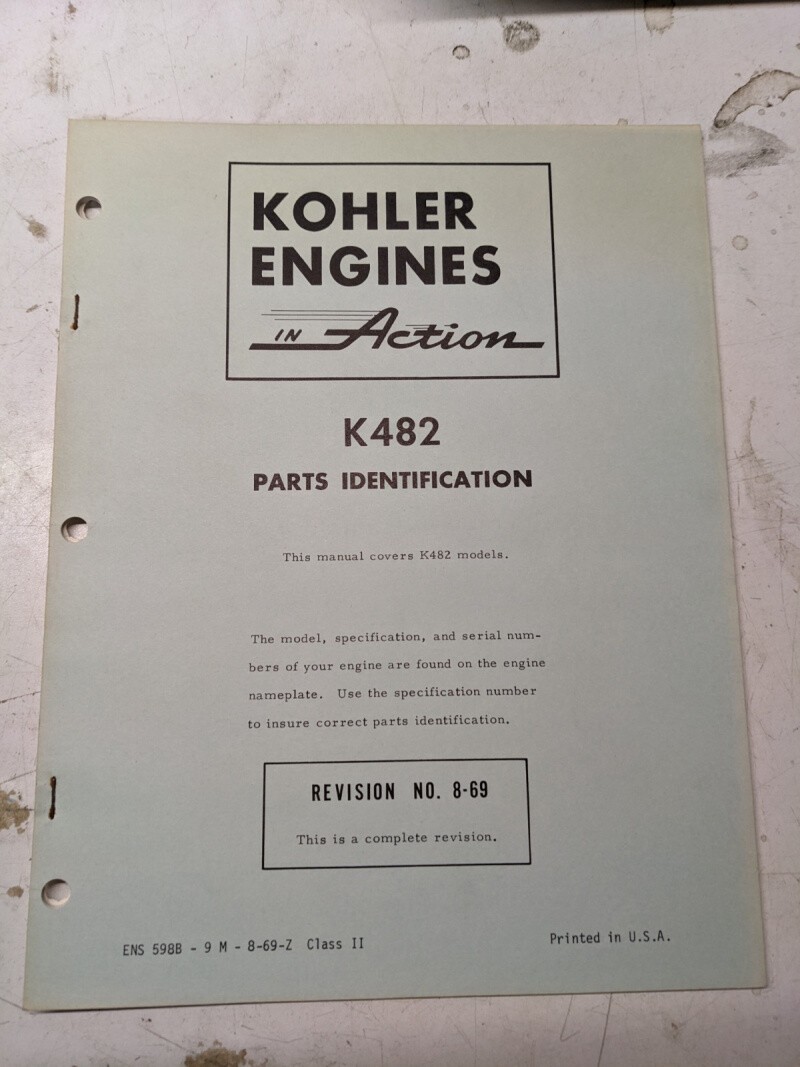 KOHLER
ENGINES
IN Action
K482
PARTS IDENTIFICATION
This manual covers K482 models.
The model, specification, and serial num-
bers of your engine are found on the engine
nameplate. Use the specification number
to insure correct parts identification.
REVISION NO. 8-69
This is a complete revision.
ENS 598B - 9 M - 8-69-Z Class II
Printed in U.S.A.